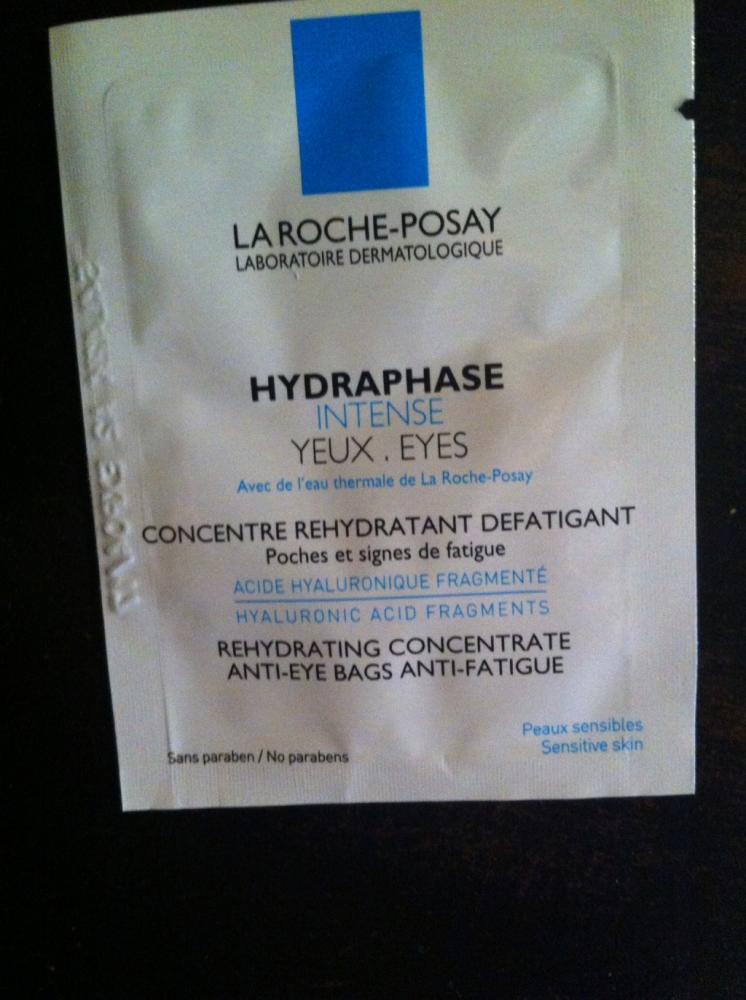 LA ROCHE-POSAY
LABORATOIRE DERMATOLOGIQUE
HYDRAPHASE
INTENSE
YEUX . EYES
Avec de l'eau thermale de La Roche-Posay
CONCENTRE REHYDRATANT DEFATIGANT
Poches et signes de fatigue
ACIDE HYALURONIQUE FRAGMENTÉ
HYALURONIC ACID FRAGMENTS
REHYDRATING CONCENTRATE
ANTI-EYE BAGS ANTI-FATIGUE
Peaux sensibles
Sensitive skin
Sans paraben / No parabens